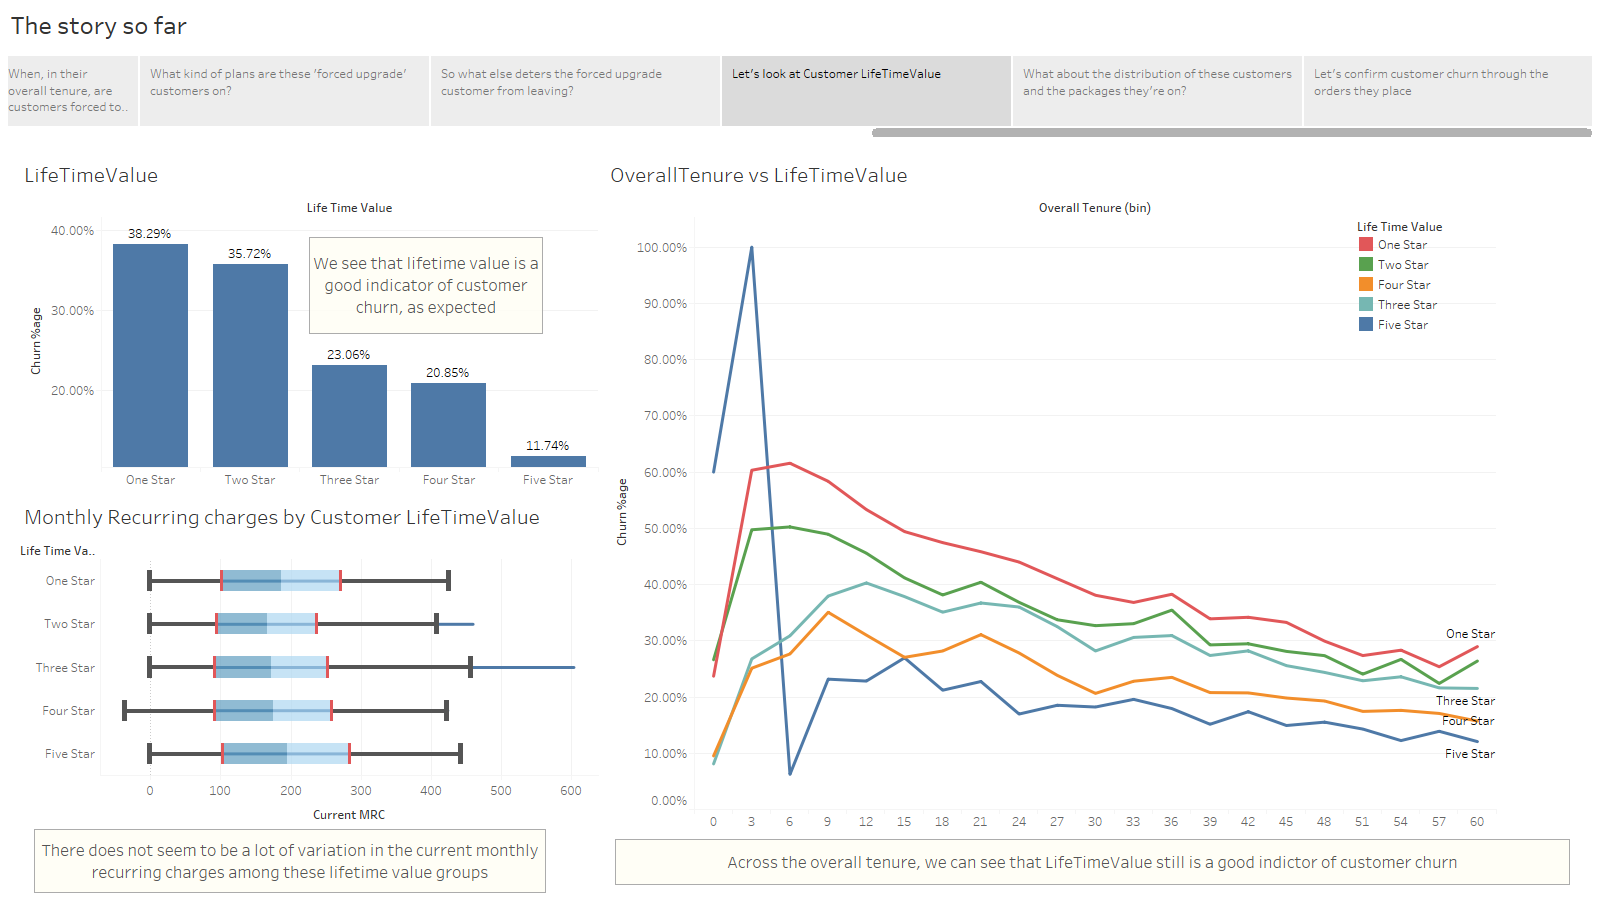 The story so far
When, in their
overall tenure, are
customers forced to..
What kind of plans are these ‘forced upgrade’
customers on?
So what else deters the forced upgrade
customer from leaving?
Let’s look at Customer LifeTimeValue
What about the distribution of these customers
and the packages they’re on?
Let’s confirm customer churn through the
orders they place
LifeTimeValue
Life Time Value
Churn %age
40.00%
30.00%
20.00%
38.29%
35.72%
23.06%
20.85%
11.74%
We see that lifetime value is a
good indicator of customer
churn, as expected
One Star
Two Star
Three Star
Four Star
Five Star
Monthly Recurring charges by Customer LifeTimeValue
Life Time Va..
One Star
Two Star
Three Star
Four Star
Five Star
0 100 200 300 400 500 600
Current MRC
There does not seem to be a lot of variation in the current monthly
recurring charges among these lifetime value groups
OverallTenure vs LifeTimeValue
Overall Tenure (bin)
Life Time Value
One Star
Two Star
Four Star
Three Star
Five Star
Churn %age
100.00%
90.00%
80.00%
70.00%
60.00%
50.00%
40.00%
30.00%
20.00%
10.00%
0.00%
One Star
Three Star
Four Star
Five Star
0 3 6 9 12 15 18 21 24 27 30 33 36 39 42 45 48 51 54 57 60
Across the overall tenure, we can see that LifeTimeValue still is a good indictor of customer churn